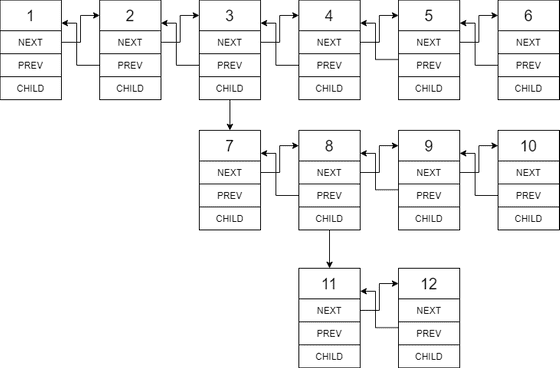 1 2 3 4 5 6
NEXT NEXT NEXT NEXT NEXT NEXT
PREV PREV PREV PREV PREV PREV
CHILD CHILD CHILD CHILD CHILD CHILD
7 8 9 10
NEXT NEXT NEXT NEXT
PREV PREV PREV PREV
CHILD CHILD CHILD CHILD
11 12
NEXT NEXT
PREV PREV
CHILD CHILD